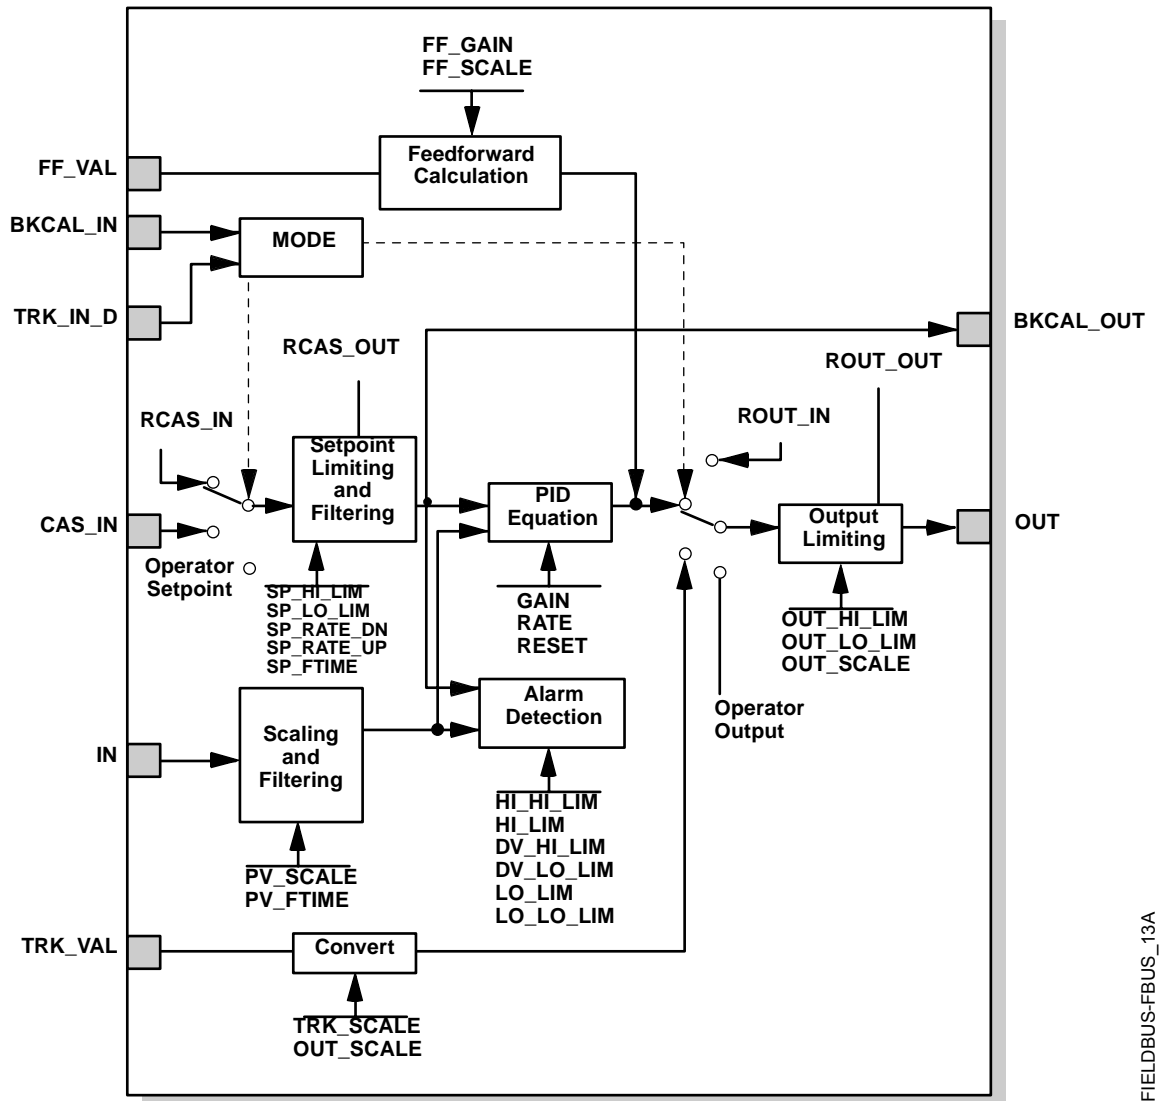 FF_GAIN
FF_SCALE
FF_VAL
Feedforward
Calculation
BKCAL_IN
MODE
TRK_IN_D
BKCAL_OUT
RCAS_OUT
ROUT_OUT
RCAS_IN
ROUT_IN
Setpoint
Limiting
and
Filtering
PID
Equation
CAS_IN
Output
Limiting
OUT
Operator
Setpoint
SP_HI_LIM
SP_LO_LIM
SP_RATE_DN
SP_RATE_UP
SP_FTIME
GAIN
RATE
RESET
OUT_HI_LIM
OUT_LO_LIM
OUT_SCALE
Alarm
Detection
Operator
Output
IN
Scaling
and
Filtering
HI_HI_LIM
HI_LIM
DV_HI_LIM
DV_LO_LIM
LO_LIM
LO_LO_LIM
PV_SCALE
PV_FTIME
TRK_VAL
Convert
TRK_SCALE
OUT_SCALE
FIELDBUS-FBUS_13A